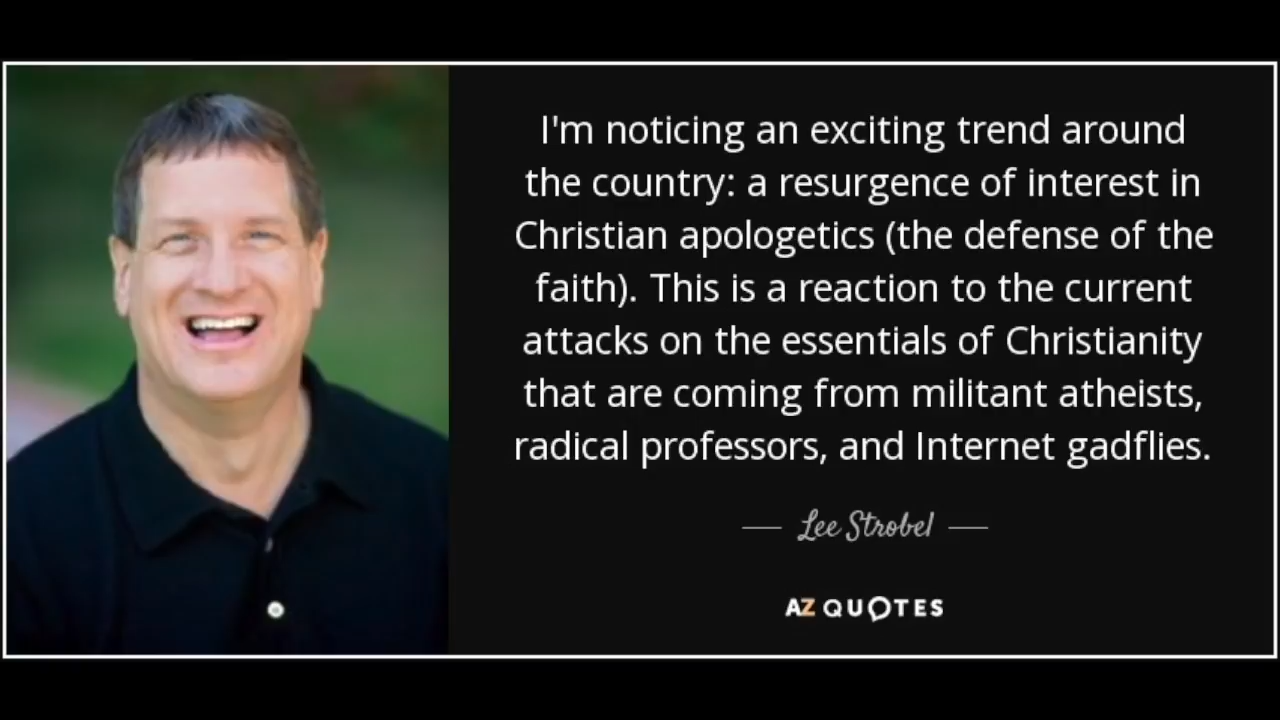 I'm noticing an exciting trend around
the country: a resurgence of interest in
Christian apologetics (the defense of the
faith). This is a reaction to the current
attacks on the essentials of Christianity
that are coming from militant atheists,
radical professors, and Internet gadflies.
Lee Strobel
AZ QUOTES